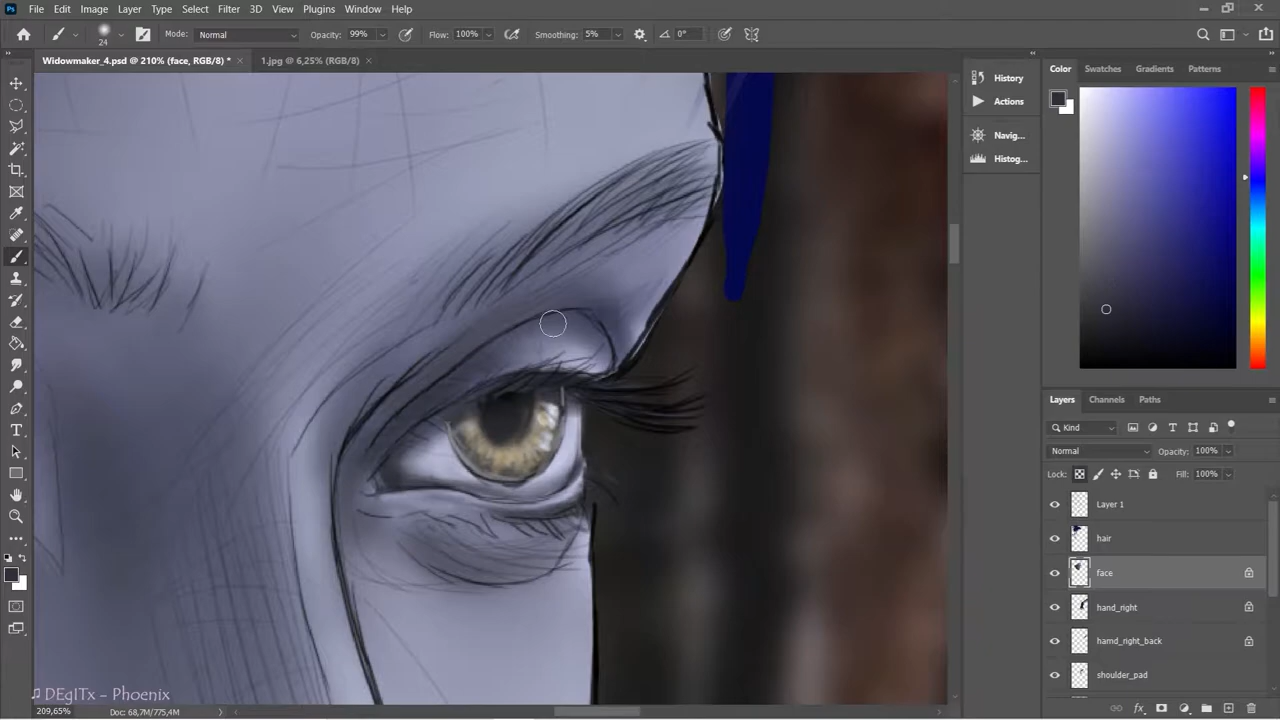 File Edit Image Layer Type Select Filter 3D View Plugins Window Help
24 Mode: Normal Opacity: 99% Flow: 100% Smoothing: 5% 0°
Widowmaker_4.psd @ 210% (face, RGB/8) * 1.jpg @ 6,25% (RGB/8)
History
Actions
Navig...
Histog...
Color Swatches Gradients Patterns
Layers Channels Paths
Kind
Normal Opacity: 100%
Lock: Fill: 100%
Layer 1
hair
face
hand_right
hamd_right_back
shoulder_pad
♫ DEgITx - Phoenix
209,65% Doc: 68,7M/775,4M